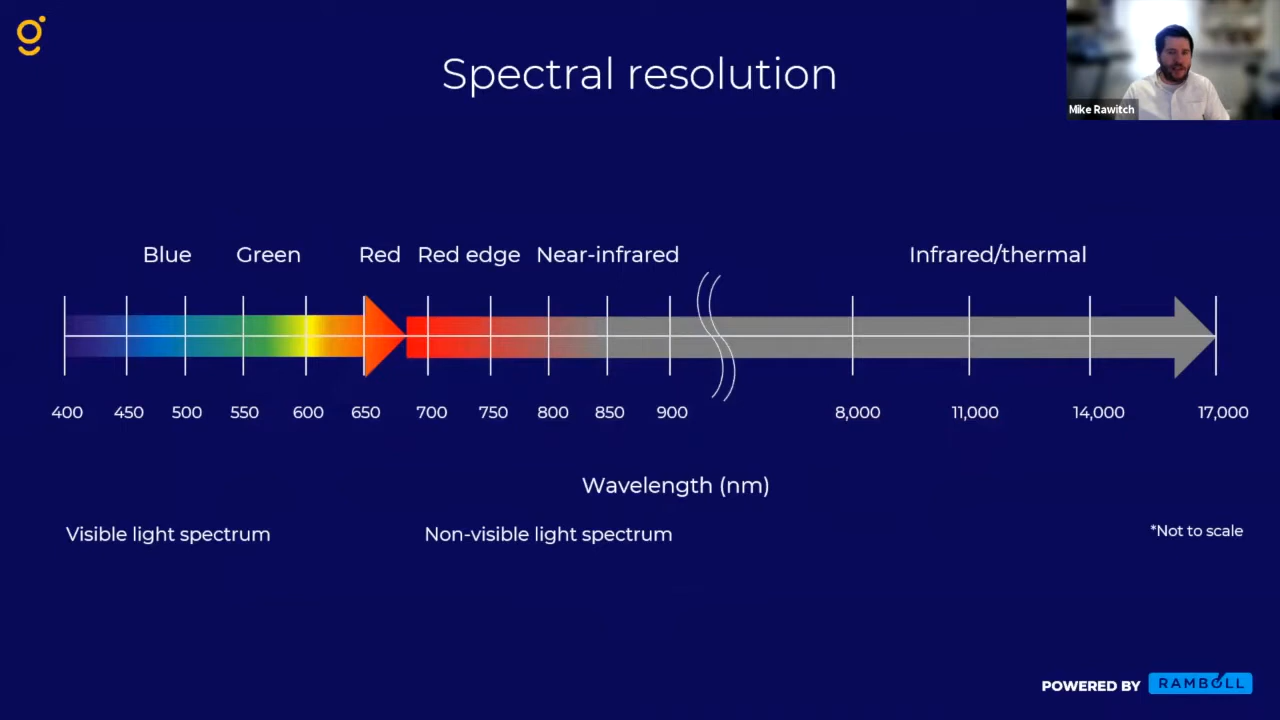 g
Spectral resolution
Mike Rawitch
Blue Green Red Red edge Near-infrared Infrared/thermal
400 450 500 550 600 650 700 750 800 850 900 8,000 11,000 14,000 17,000
Wavelength (nm)
Visible light spectrum Non-visible light spectrum *Not to scale
POWERED BY RAMBOLL